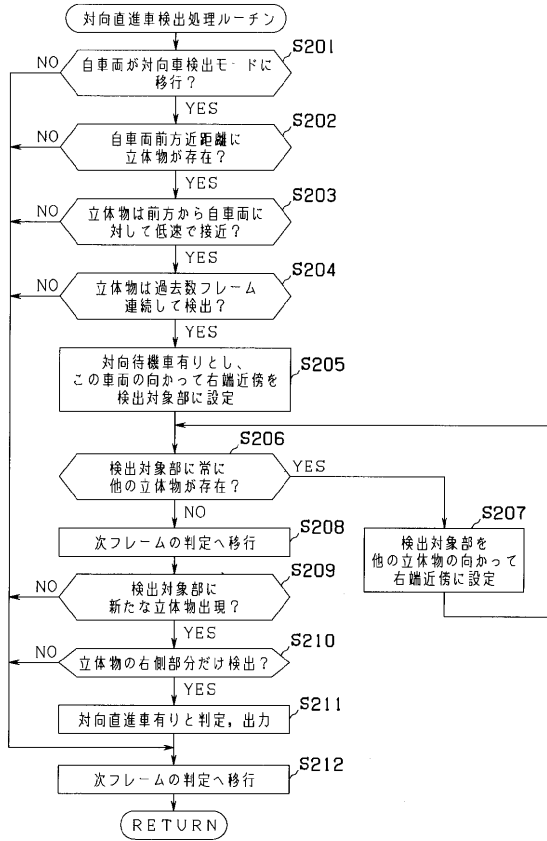 対向直進車検出処理ルーチン
S201
NO
自車両が対向車検出モードに
移行？
YES
S202
NO
自車両前方近距離に
立体物が存在？
YES
S203
NO
立体物は前方から自車両に
対して低速で接近？
YES
S204
NO
立体物は過去数フレーム
連続して検出？
YES
S205
対向待機車有りとし、
この車両の向かって右端近傍を
検出対象部に設定
S206
検出対象部に常に
他の立体物が存在？
YES
NO
S207
検出対象部を
他の立体物の向かって
右端近傍に設定
S208
次フレームの判定へ移行
S209
NO
検出対象部に
新たな立体物出現？
YES
S210
NO
立体物の右側部分だけ検出？
YES
S211
対向直進車有りと判定，出力
S212
次フレームの判定へ移行
RETURN